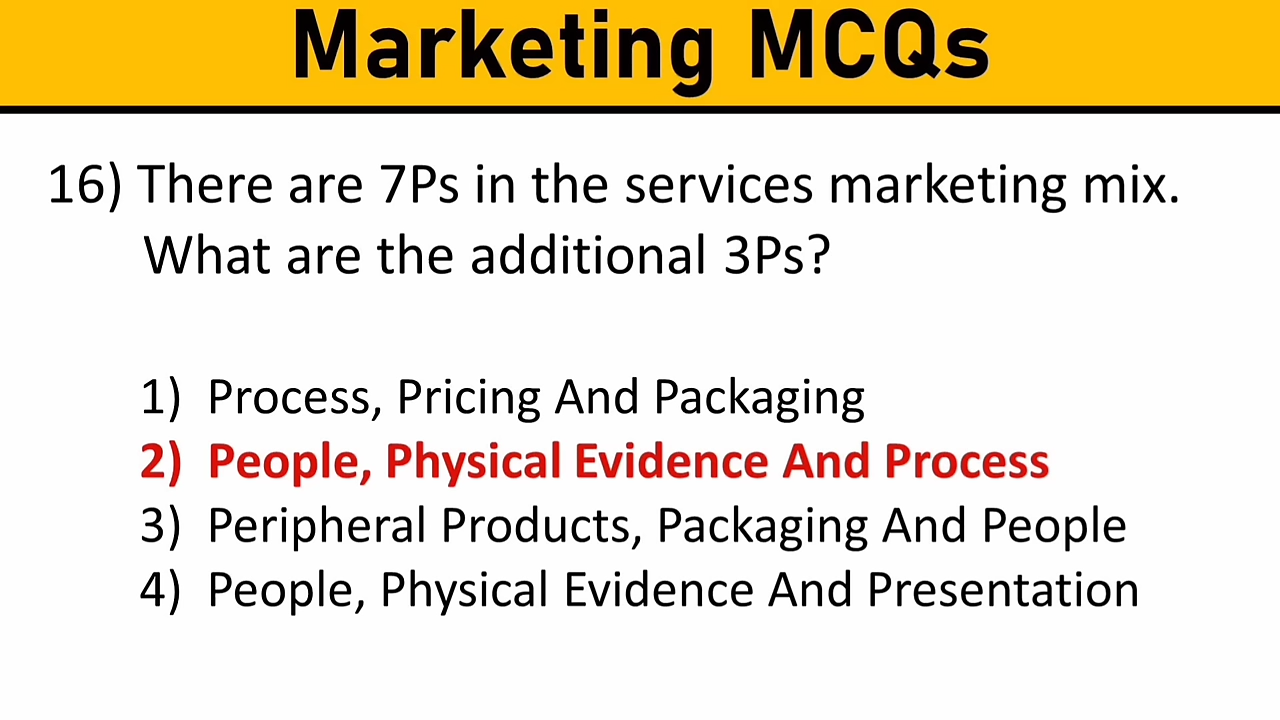 Marketing MCQs
16) There are 7Ps in the services marketing mix.
What are the additional 3Ps?
1) Process, Pricing And Packaging
2) People, Physical Evidence And Process
3) Peripheral Products, Packaging And People
4) People, Physical Evidence And Presentation